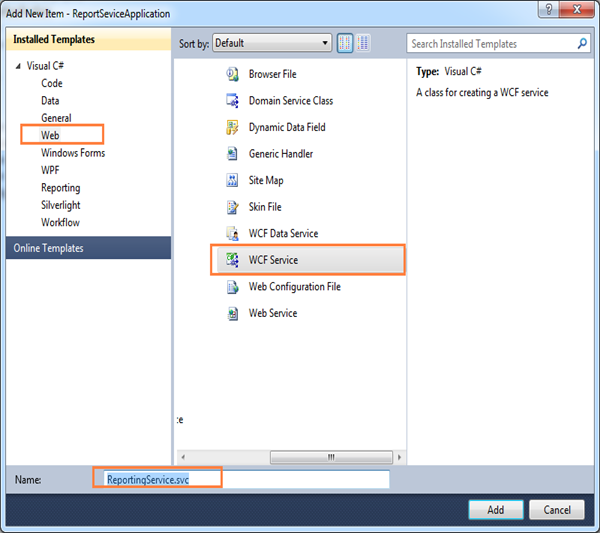 Add New Item - ReportSeviceApplication
Installed Templates
Visual C#
Code
Data
General
Web
Windows Forms
WPF
Reporting
Silverlight
Workflow
Online Templates
Sort by: Default
Browser File
Domain Service Class
Dynamic Data Field
Generic Handler
Site Map
Skin File
WCF Data Service
WCF Service
Web Configuration File
Web Service
:e
Search Installed Templates
Type: Visual C#
A class for creating a WCF service
Name: ReportingService.svc
Add Cancel